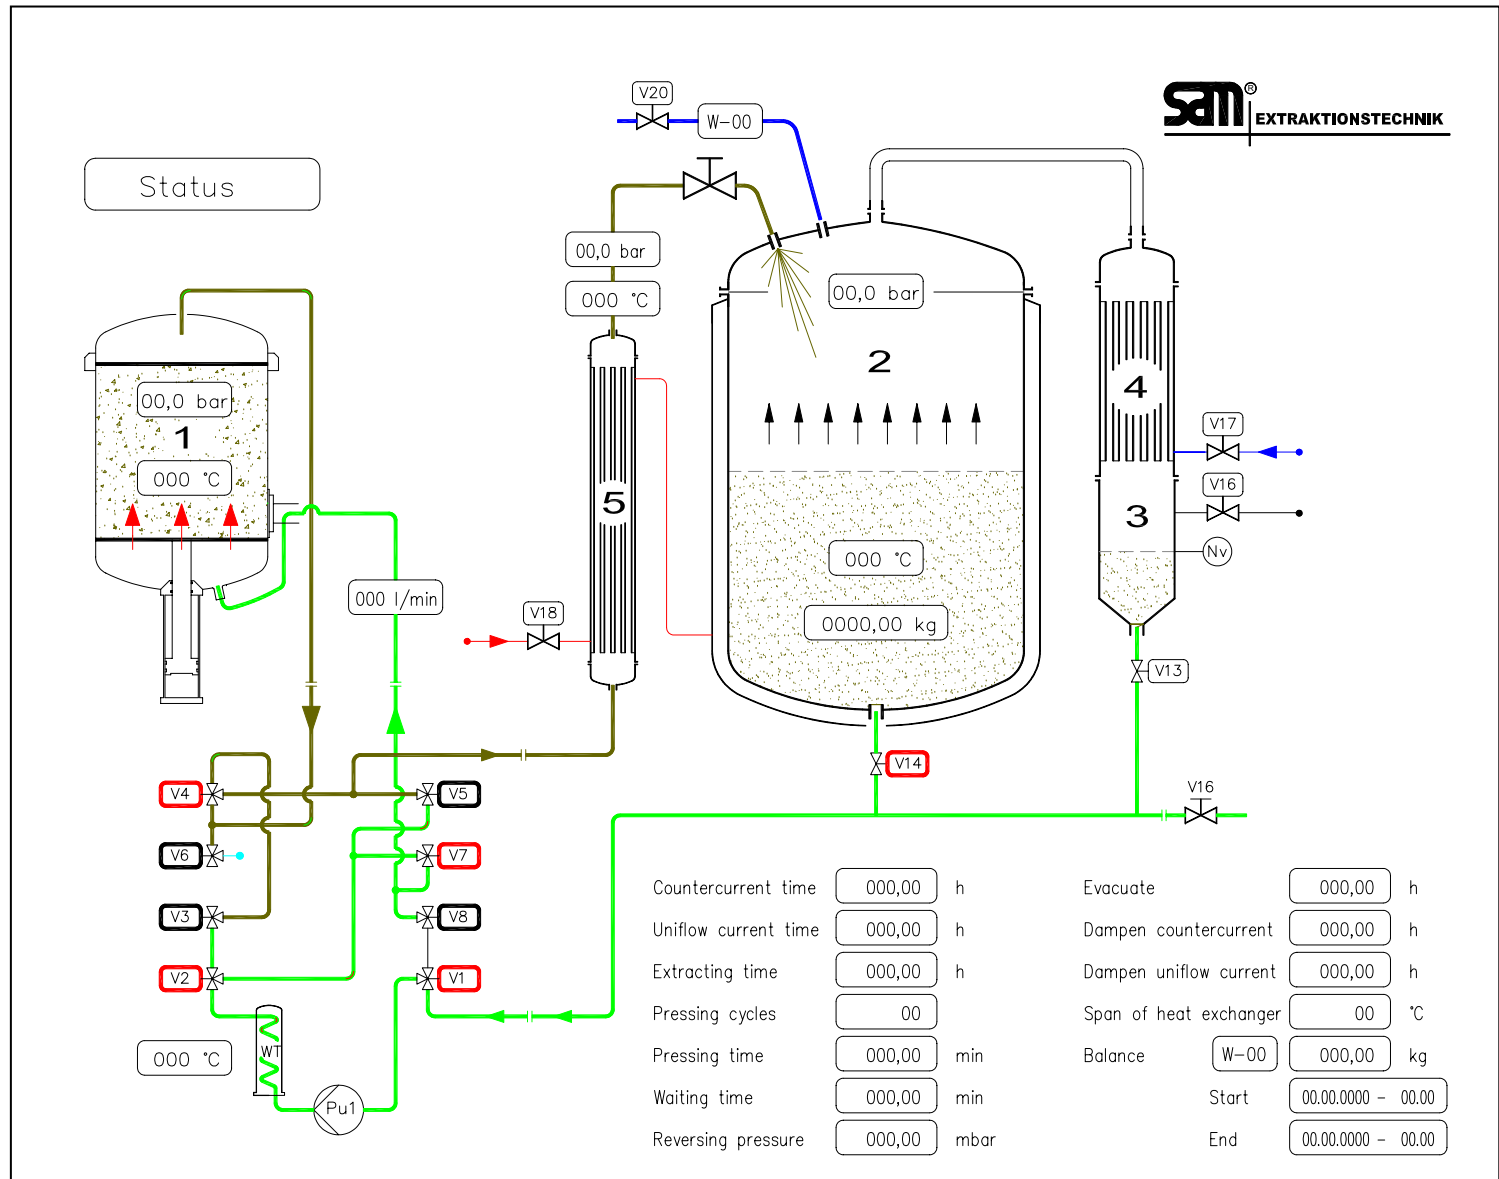 V20
W-00
sam® EXTRAKTIONSTECHNIK
Status
00,0 bar
000 °C
00,0 bar
2
4
00,0 bar
1
000 °C
V17
V16
5
3
Nv
000 °C
000 l/min
V18
0000,00 kg
V13
V4
V5
V14
V16
V6
V7
V3
V8
V2
V1
WT
000 °C
Pu1
Countercurrent time 000,00 h
Uniflow current time 000,00 h
Extracting time 000,00 h
Pressing cycles 00
Pressing time 000,00 min
Waiting time 000,00 min
Reversing pressure 000,00 mbar
Evacuate 000,00 h
Dampen countercurrent 000,00 h
Dampen uniflow current 000,00 h
Span of heat exchanger 00 °C
Balance W-00 000,00 kg
Start 00.00.0000 - 00.00
End 00.00.0000 - 00.00